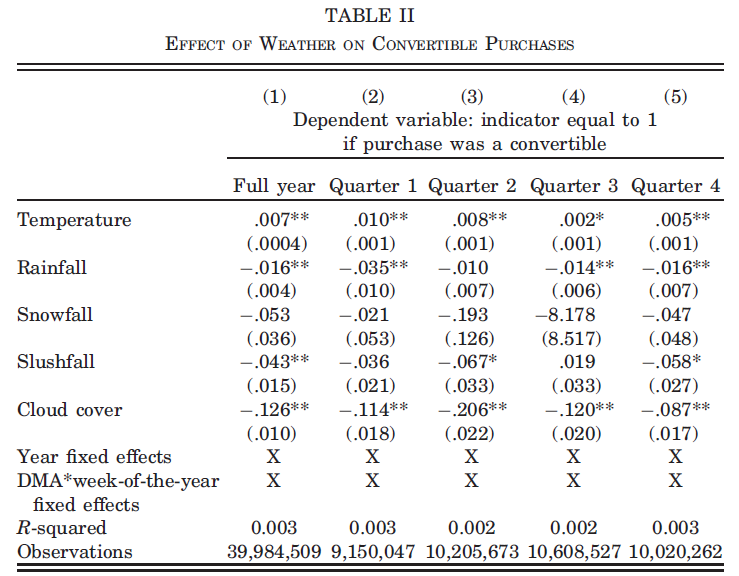 TABLE II
EFFECT OF WEATHER ON CONVERTIBLE PURCHASES
(1) (2) (3) (4) (5)
Dependent variable: indicator equal to 1
if purchase was a convertible
Full year Quarter 1 Quarter 2 Quarter 3 Quarter 4
Temperature .007** .010** .008** .002* .005**
(.0004) (.001) (.001) (.001) (.001)
Rainfall −.016** −.035** −.010 −.014** −.016**
(.004) (.010) (.007) (.006) (.007)
Snowfall −.053 −.021 −.193 −8.178 −.047
(.036) (.053) (.126) (8.517) (.048)
Slushfall −.043** −.036 −.067* .019 −.058*
(.015) (.021) (.033) (.033) (.027)
Cloud cover −.126** −.114** −.206** −.120** −.087**
(.010) (.018) (.022) (.020) (.017)
Year fixed effects X X X X X
DMA*week-of-the-year X X X X X
fixed effects
R-squared 0.003 0.003 0.002 0.002 0.003
Observations 39,984,509 9,150,047 10,205,673 10,608,527 10,020,262